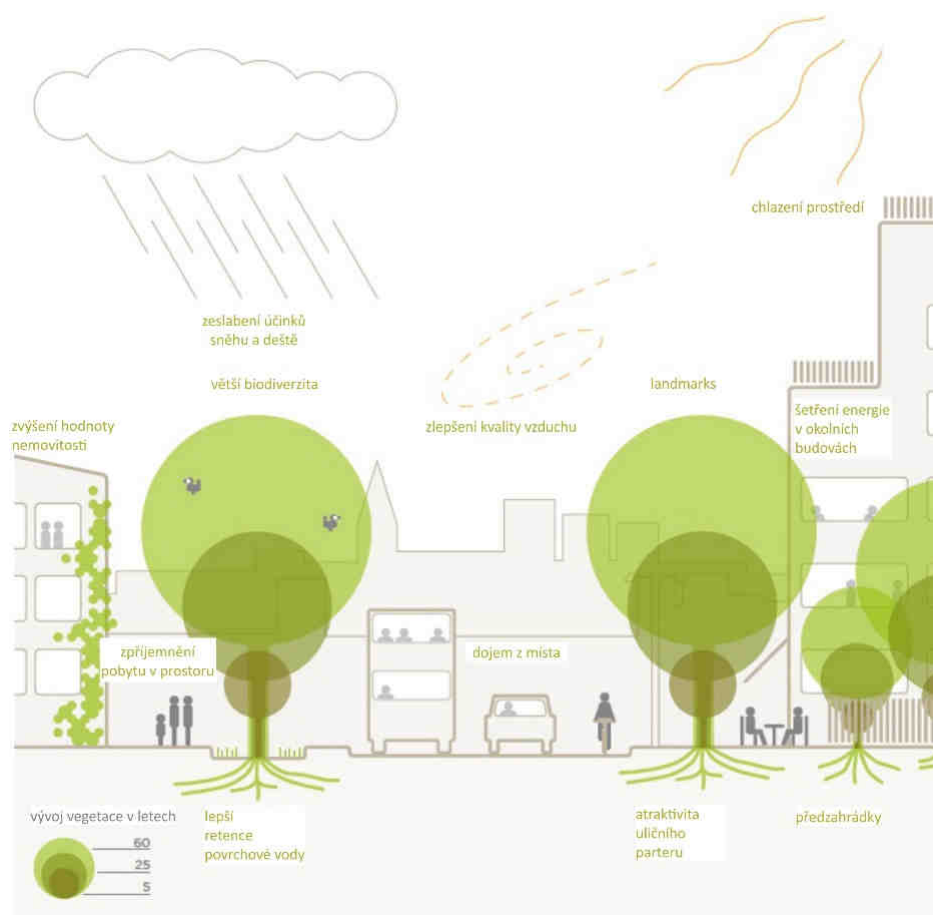 chlazení prostředí
zeslabení účinků
sněhu a deště
větší biodiverzita
landmarks
zvýšení hodnoty
nemovitostí
zlepšení kvality vzduchu
šetření energie
v okolních
budovách
zpříjemnění
pobytu v prostoru
dojem z místa
vývoj vegetace v letech
60
25
5
lepší
retence
povrchové vody
atraktivita
uličního
parteru
předzahrádky